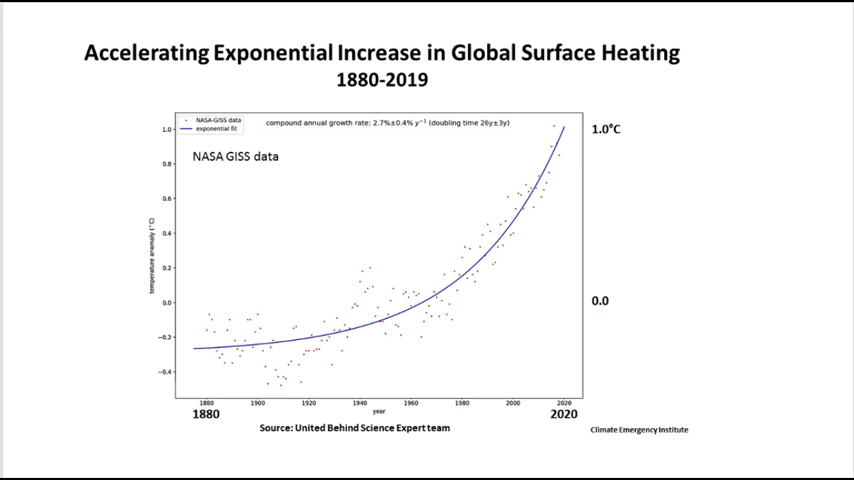 Accelerating Exponential Increase in Global Surface Heating
1880-2019
NASA-GISS data
exponential fit
compound annual growth rate: 2.7%±0.4% y⁻¹ (doubling time 26y±3y)
NASA GISS data
1.0
0.8
0.6
0.4
0.2
0.0
−0.2
−0.4
temperature anomaly (°C)
1.0°C
0.0
1880 1900 1920 1940 1960 1980 2000 2020
year
1880 2020
Source: United Behind Science Expert team
Climate Emergency Institute